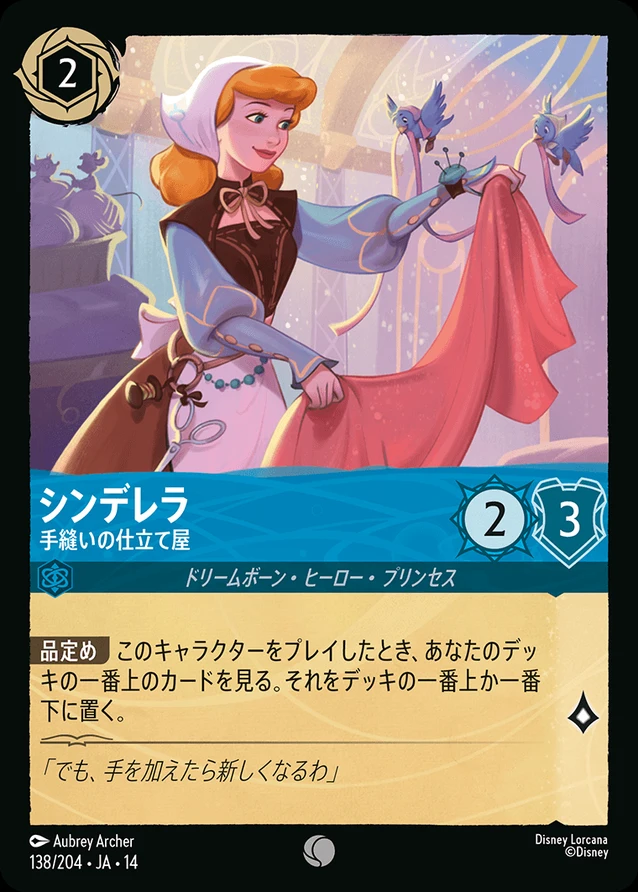 2
シンデレラ
手縫いの仕立て屋
2
3
ドリームボーン・ヒーロー・プリンセス
品定め このキャラクターをプレイしたとき、あなたのデッ
キの一番上のカードを見る。それをデッキの一番上か一番
下に置く。
「でも、手を加えたら新しくなるわ」
Aubrey Archer
138/204・JA・14
Disney Lorcana
©Disney